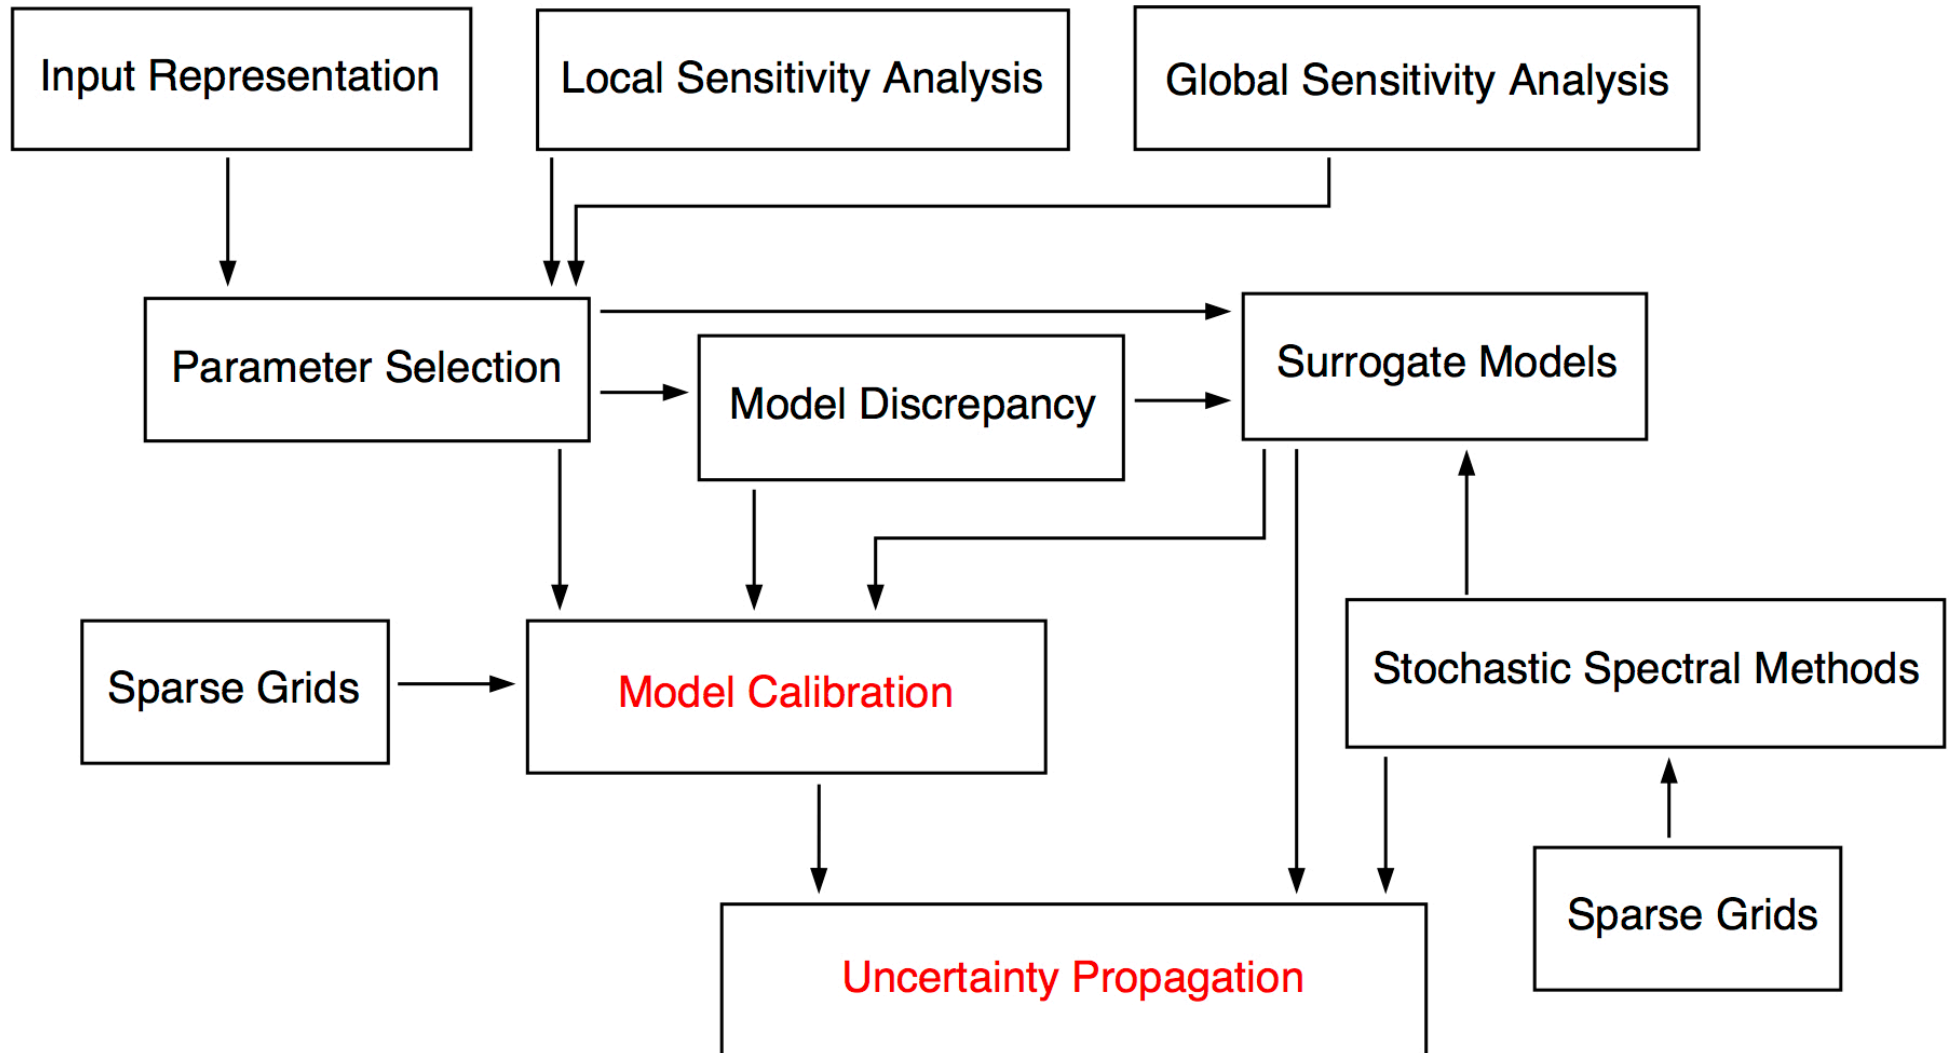 Input Representation
Local Sensitivity Analysis
Global Sensitivity Analysis
Parameter Selection
Model Discrepancy
Surrogate Models
Sparse Grids
Model Calibration
Stochastic Spectral Methods
Sparse Grids
Uncertainty Propagation